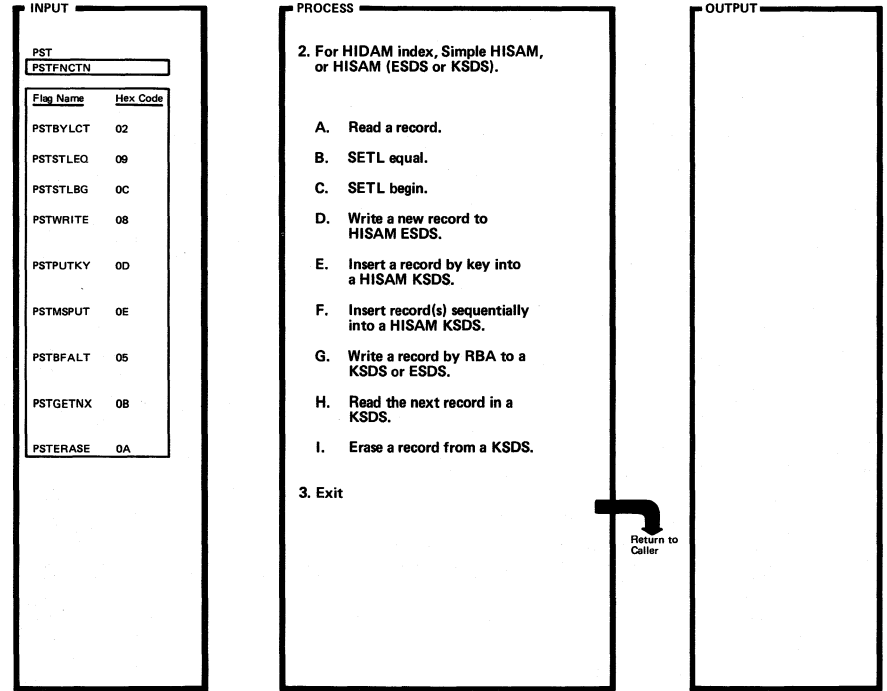 INPUT
PST
PSTFNCTN
Flag Name Hex Code
PSTBYLCT 02
PSTSTLEQ 09
PSTSTLBG 0C
PSTWRITE 08
PSTPUTKY 0D
PSTMSPUT 0E
PSTBFALT 05
PSTGETNX 0B
PSTERASE 0A
PROCESS
2. For HIDAM index, Simple HISAM,
or HISAM (ESDS or KSDS).
A. Read a record.
B. SETL equal.
C. SETL begin.
D. Write a new record to
HISAM ESDS.
E. Insert a record by key into
a HISAM KSDS.
F. Insert record(s) sequentially
into a HISAM KSDS.
G. Write a record by RBA to a
KSDS or ESDS.
H. Read the next record in a
KSDS.
I. Erase a record from a KSDS.
3. Exit
Return to
Caller
OUTPUT